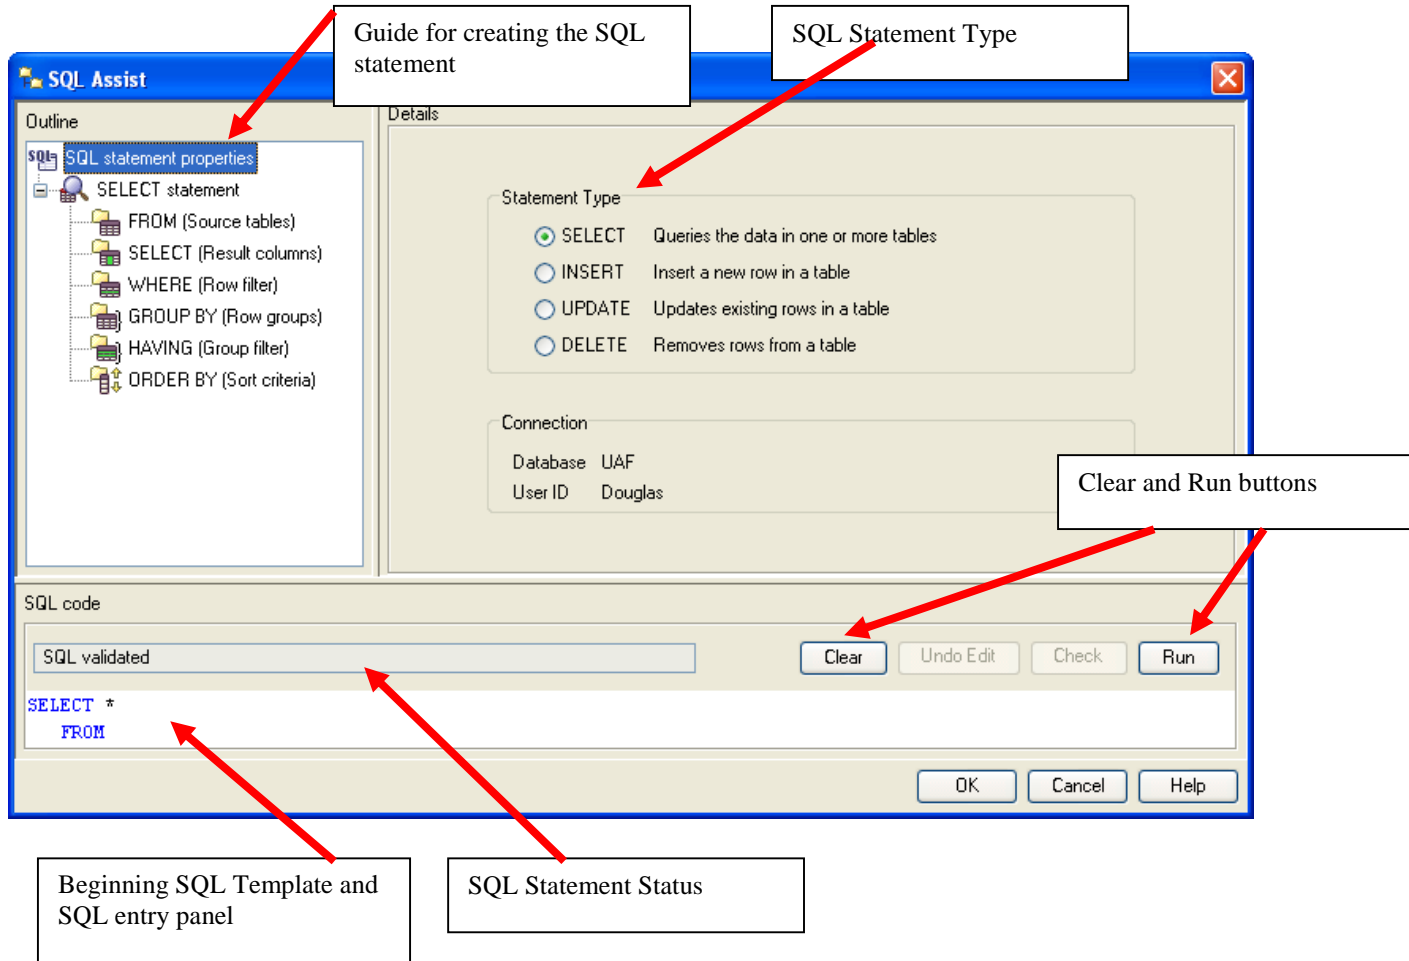 Guide for creating the SQL
statement
SQL Statement Type
SQL Assist
Outline
SQL statement properties
SELECT statement
FROM (Source tables)
SELECT (Result columns)
WHERE (Row filter)
GROUP BY (Row groups)
HAVING (Group filter)
ORDER BY (Sort criteria)
Details
Statement Type
SELECT Queries the data in one or more tables
INSERT Insert a new row in a table
UPDATE Updates existing rows in a table
DELETE Removes rows from a table
Connection
Database UAF
User ID Douglas
Clear and Run buttons
SQL code
SQL validated
Clear Undo Edit Check Run
SELECT *
FROM
OK Cancel Help
Beginning SQL Template and
SQL entry panel
SQL Statement Status